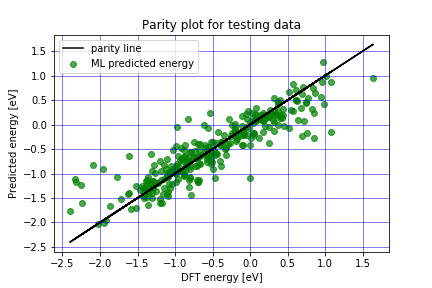 Parity plot for testing data
parity line
ML predicted energy
Predicted energy [eV]
1.5
1.0
0.5
0.0
−0.5
−1.0
−1.5
−2.0
−2.5
−2.5 −2.0 −1.5 −1.0 −0.5 0.0 0.5 1.0 1.5
DFT energy [eV]